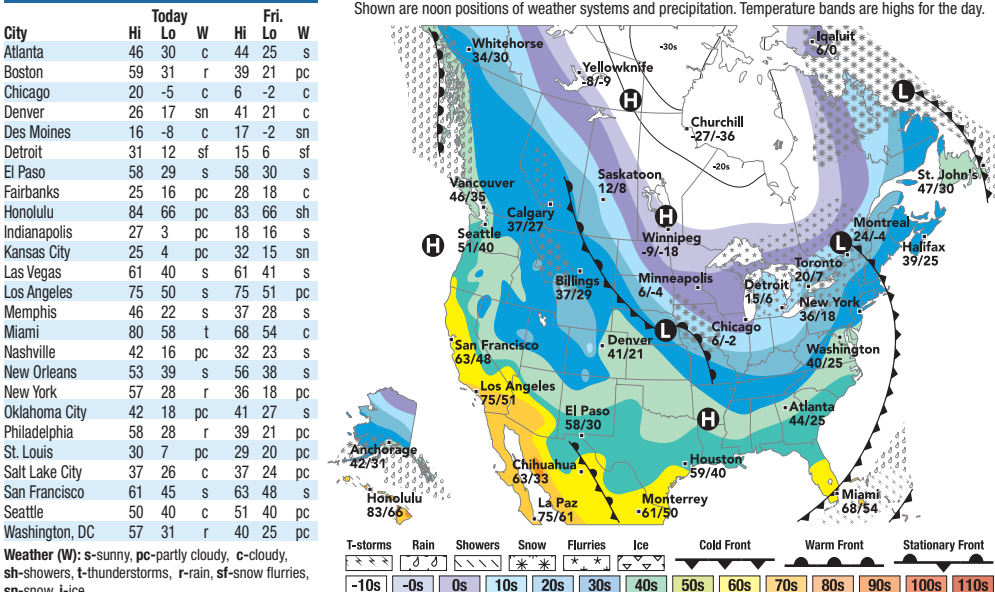 Shown are noon positions of weather systems and precipitation. Temperature bands are highs for the day.
Today Fri.
City Hi Lo W Hi Lo W
Atlanta 46 30 c 44 25 s
Boston 59 31 r 39 21 pc
Chicago 20 -5 c 6 -2 c
Denver 26 17 sn 41 21 c
Des Moines 16 -8 c 17 -2 sn
Detroit 31 12 sf 15 6 sf
El Paso 58 29 s 58 30 s
Fairbanks 25 16 pc 28 18 c
Honolulu 84 66 pc 83 66 sh
Indianapolis 27 3 pc 18 16 s
Kansas City 25 4 pc 32 15 sn
Las Vegas 61 40 s 61 41 s
Los Angeles 75 50 s 75 51 pc
Memphis 46 22 s 37 28 s
Miami 80 58 t 68 54 c
Nashville 42 16 pc 32 23 s
New Orleans 53 39 s 56 38 s
New York 57 28 r 36 18 pc
Oklahoma City 42 18 pc 41 27 s
Philadelphia 58 28 r 39 21 pc
St. Louis 30 7 pc 29 20 pc
Salt Lake City 37 26 c 37 24 pc
San Francisco 61 45 s 63 48 s
Seattle 50 40 c 51 40 pc
Washington, DC 57 31 r 40 25 pc
Weather (W): s-sunny, pc-partly cloudy, c-cloudy,
sh-showers, t-thunderstorms, r-rain, sf-snow flurries,
sn-snow, i-ice
Whitehorse
34/30
-30s
Iqaluit
6/0
Yellowknife
-8/-9
H
L
Churchill
-27/-36
-20s
Saskatoon
12/8
St. John's
47/30
Vancouver
46/35
Calgary
37/27
H
Winnipeg
-9/-18
Montreal
24/-4
L
Halifax
39/25
Seattle
51/40
H
Billings
37/29
Minneapolis
6/-4
Toronto
20/7
Detroit
15/6
New York
36/18
San Francisco
63/48
Denver
41/21
L
Chicago
6/-2
Washington
40/25
Los Angeles
75/51
El Paso
58/30
H
Atlanta
44/25
Anchorage
42/31
Chihuahua
63/33
Houston
59/40
Honolulu
83/66
La Paz
75/61
Monterrey
61/50
Miami
68/54
T-storms Rain Showers Snow Flurries Ice Cold Front Warm Front Stationary Front
-10s -0s 0s 10s 20s 30s 40s 50s 60s 70s 80s 90s 100s 110s